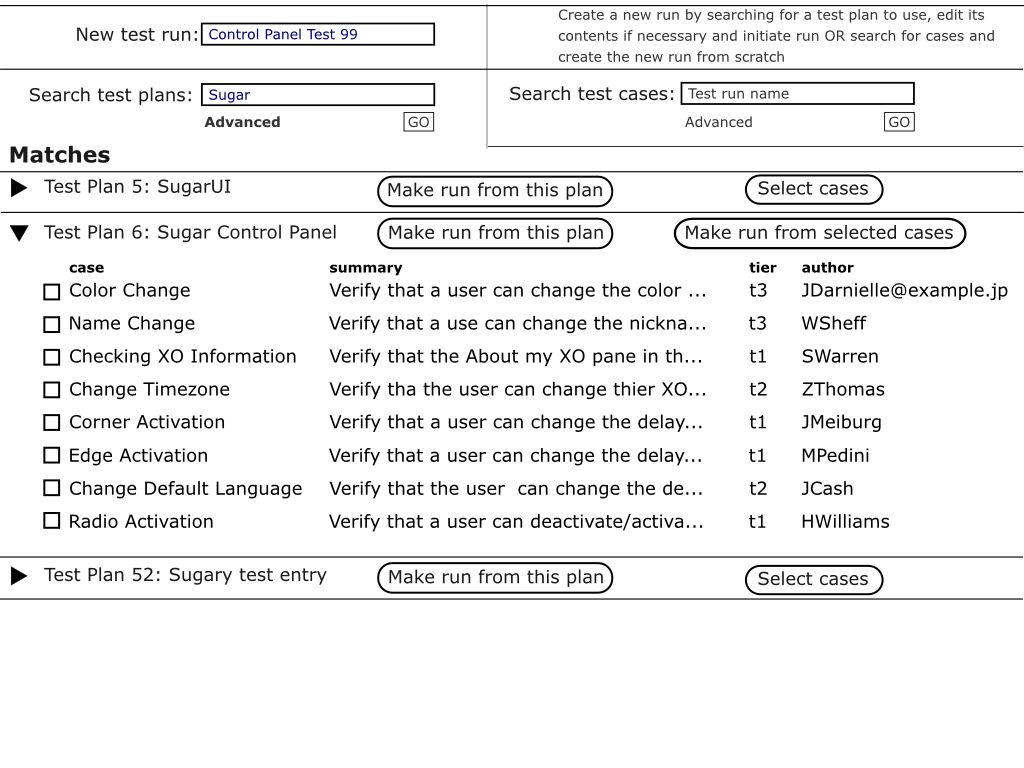 New test run: Control Panel Test 99
Create a new run by searching for a test plan to use, edit its
contents if necessary and initiate run OR search for cases and
create the new run from scratch
Search test plans: Sugar
Advanced GO
Search test cases: Test run name
Advanced GO
Matches
Test Plan 5: SugarUI Make run from this plan Select cases
Test Plan 6: Sugar Control Panel Make run from this plan Make run from selected cases
case summary tier author
Color Change Verify that a user can change the color ... t3 JDarnielle@example.jp
Name Change Verify that a use can change the nickna... t3 WSheff
Checking XO Information Verify that the About my XO pane in th... t1 SWarren
Change Timezone Verify tha the user can change thier XO... t2 ZThomas
Corner Activation Verify that a user can change the delay... t1 JMeiburg
Edge Activation Verify that a user can change the delay... t1 MPedini
Change Default Language Verify that the user  can change the de... t2 JCash
Radio Activation Verify that a user can deactivate/activa... t1 HWilliams
Test Plan 52: Sugary test entry Make run from this plan Select cases